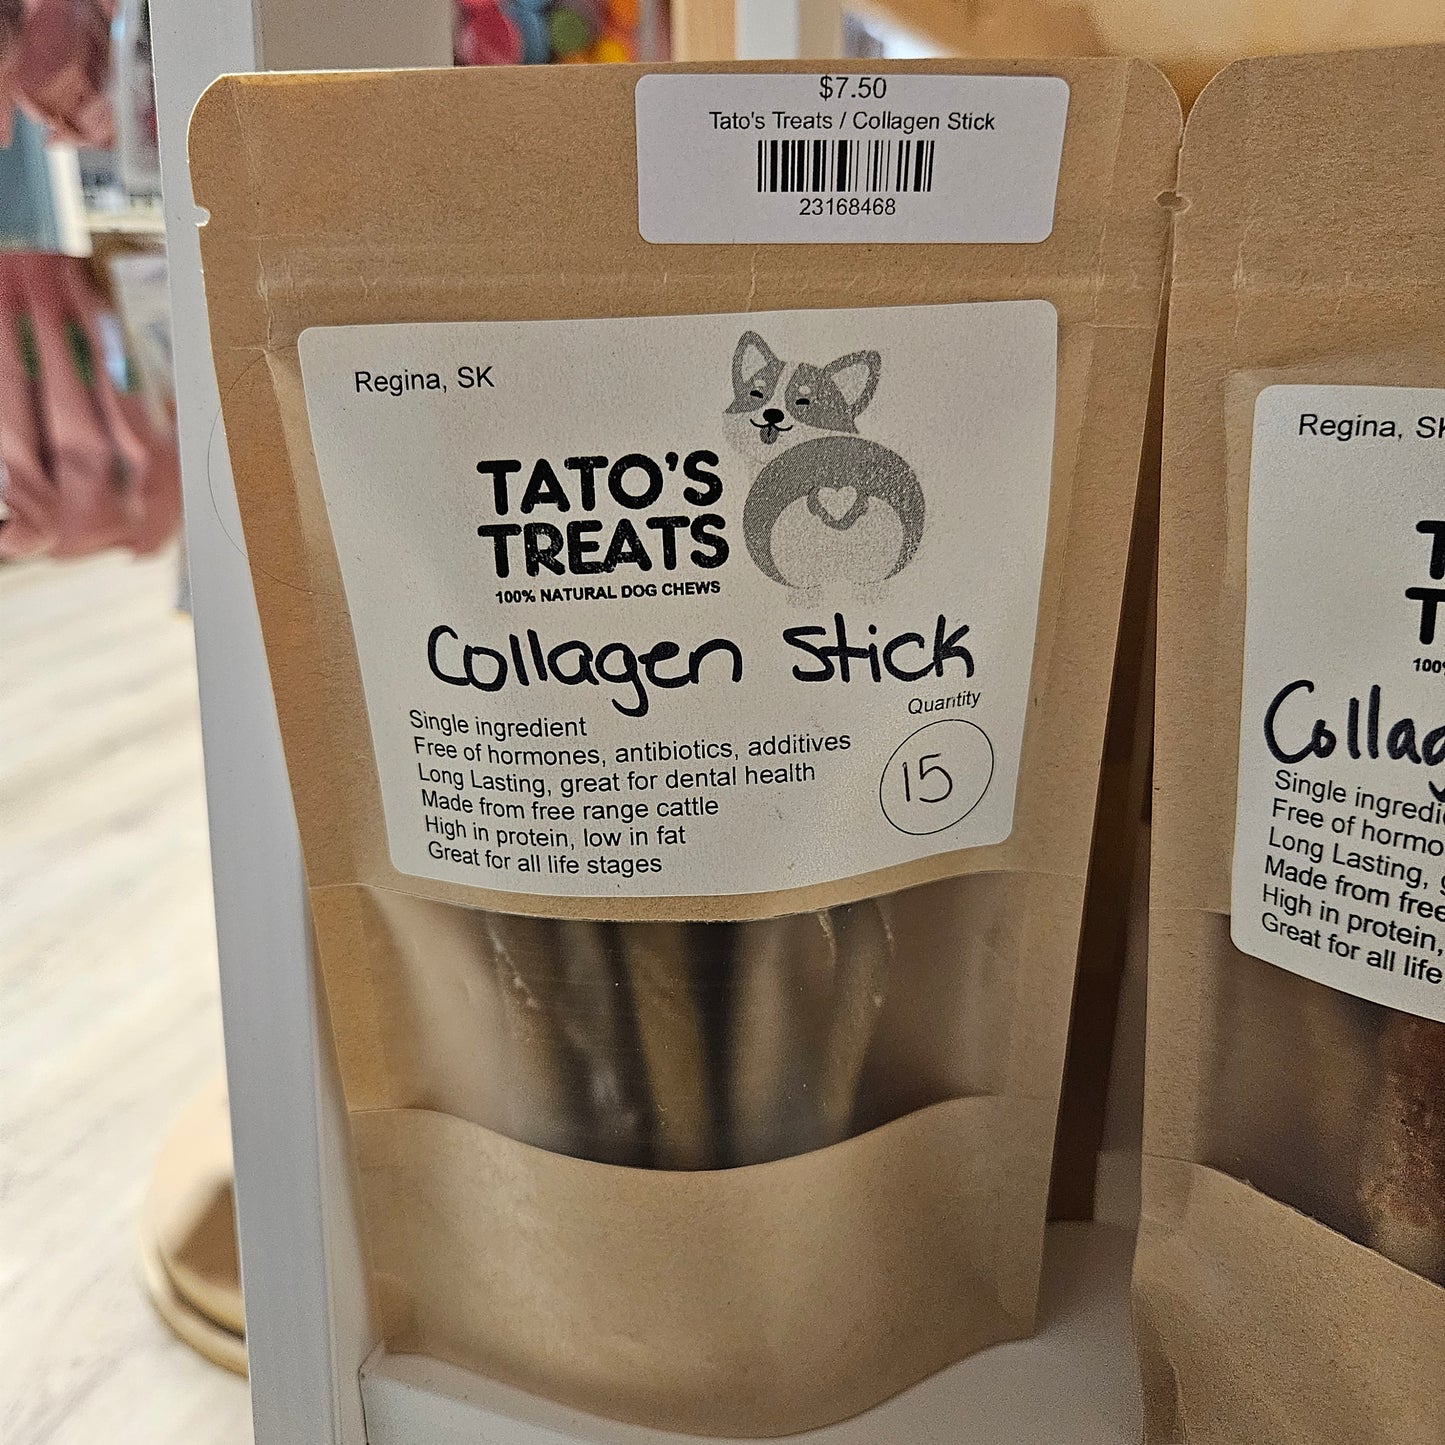 $7.50
Tato's Treats / Collagen Stick
23168468
Regina, SK
TATO'S
TREATS
100% NATURAL DOG CHEWS
Collagen Stick
Quantity
15
Single ingredient
Free of hormones, antibiotics, additives
Long Lasting, great for dental health
Made from free range cattle
High in protein, low in fat
Great for all life stages
Regina, SK
T
T
100%
Collag
Single ingredi
Free of hormo
Long Lasting, g
Made from free
High in protein,
Great for all life